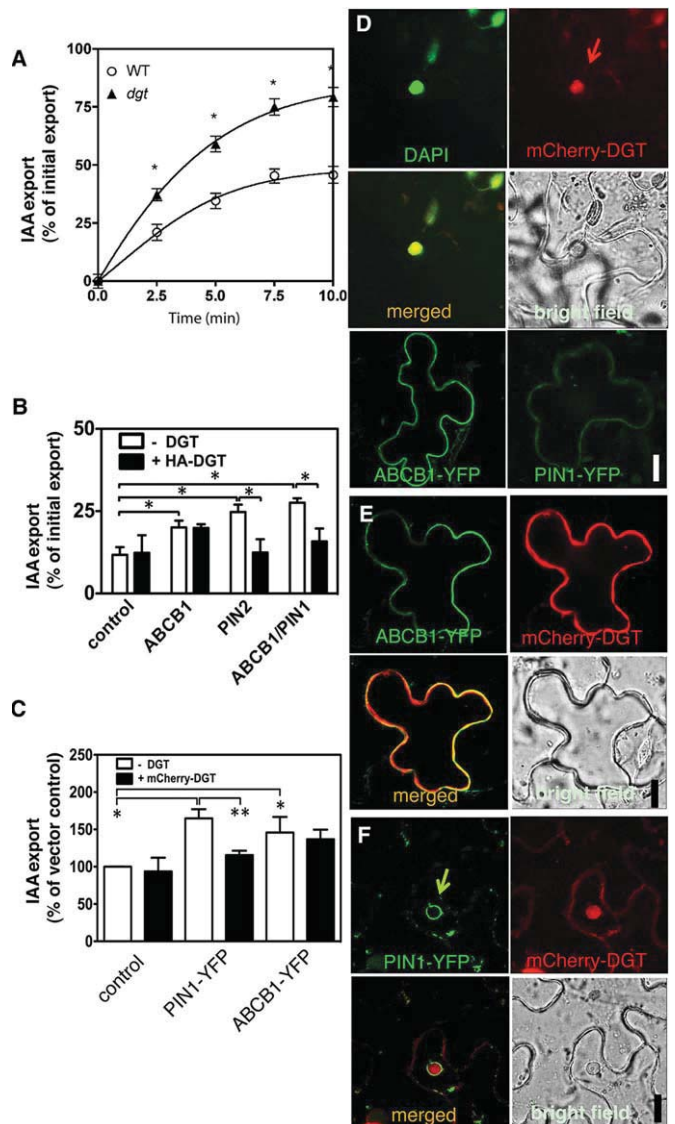 A
WT
dgt
IAA export
(% of initial export)
75
50
25
0
0.0 2.5 5.0 7.5 10.0
Time (min)
* * * *
B
- DGT
+ HA-DGT
IAA export
(% of initial export)
50
25
0
* * * * *
control
ABCB1
PIN2
ABCB1/PIN1
C
- DGT
+ mCherry-DGT
IAA export
(% of vector control)
250
200
150
100
50
0
* ** *
control
PIN1-YFP
ABCB1-YFP
D
DAPI
mCherry-DGT
merged
bright field
ABCB1-YFP
PIN1-YFP
E
ABCB1-YFP
mCherry-DGT
merged
bright field
F
PIN1-YFP
mCherry-DGT
merged
bright field